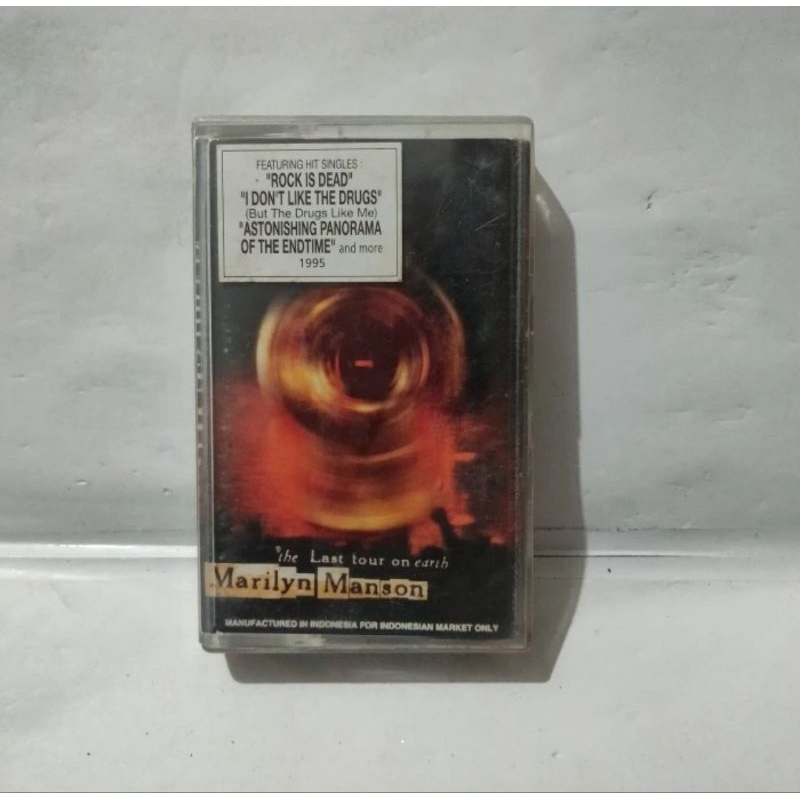 FEATURING HIT SINGLES :
"ROCK IS DEAD"
"I DON'T LIKE THE DRUGS"
(But The Drugs Like Me)
"ASTONISHING PANORAMA
OF THE ENDTIME" and more
1995
the Last tour on earth
Marilyn Manson
MANUFACTURED IN INDONESIA FOR INDONESIAN MARKET ONLY